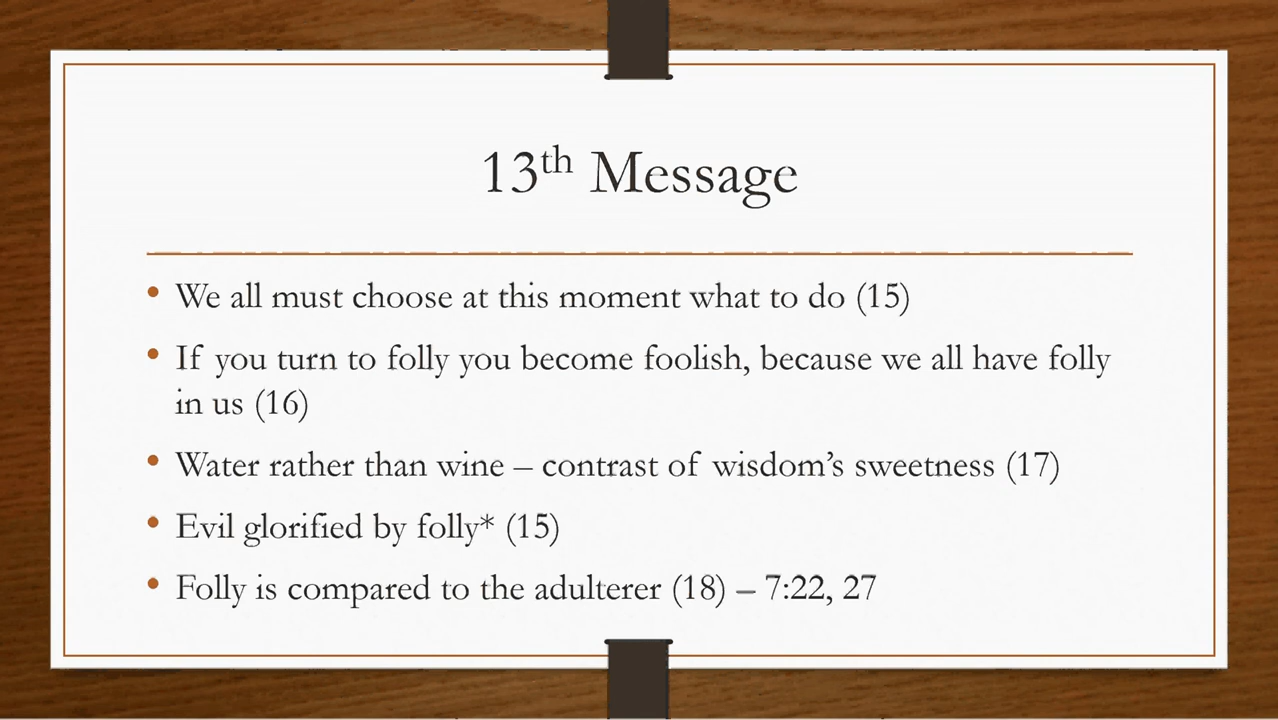 13th Message
• We all must choose at this moment what to do (15)
• If you turn to folly you become foolish, because we all have folly
in us (16)
• Water rather than wine – contrast of wisdom’s sweetness (17)
• Evil glorified by folly* (15)
• Folly is compared to the adulterer (18) – 7:22, 27